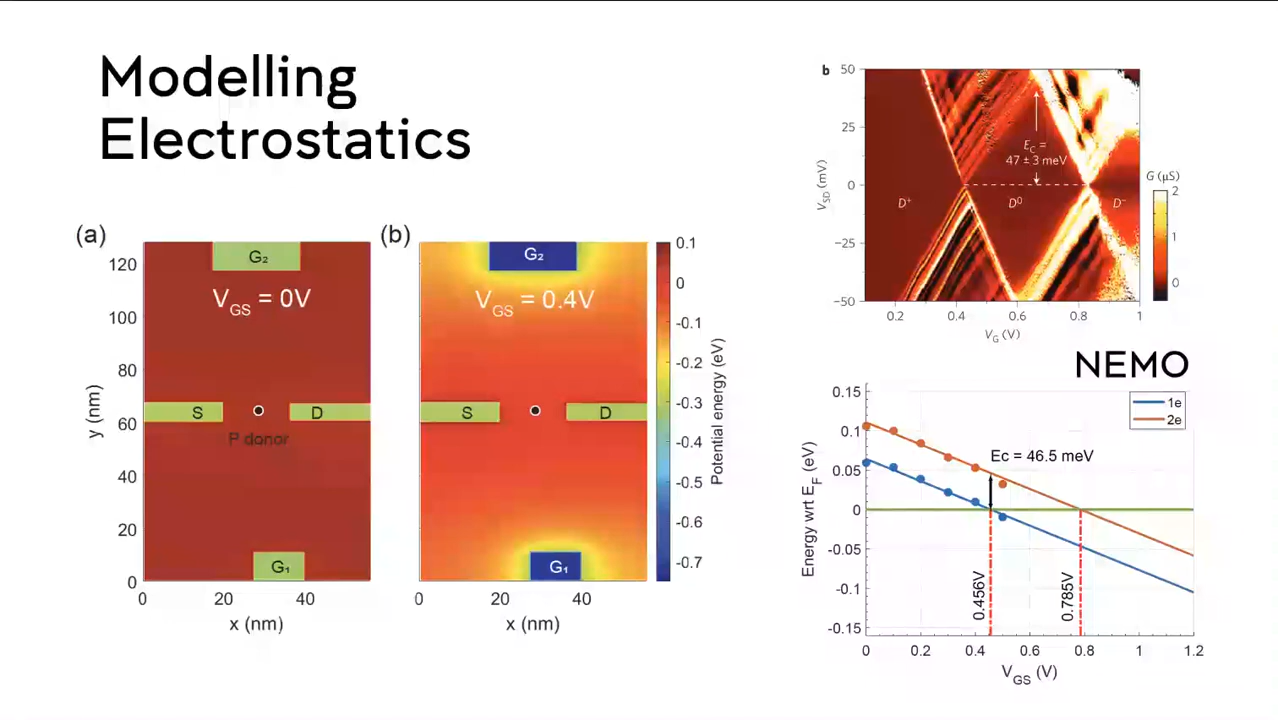 Modelling
Electrostatics
(a)
G₂
V_GS = 0V
S
D
P donor
G₁
120
100
80
60
40
20
0
y (nm)
0
20
40
x (nm)
(b)
G₂
V_GS = 0.4V
S
D
G₁
0
20
40
x (nm)
0.1
0
-0.1
-0.2
-0.3
-0.4
-0.5
-0.6
-0.7
Potential energy (eV)
b
50
25
0
−25
−50
V_SD (mV)
E_C =
47 ± 3 meV
D⁺
D⁰
D⁻
0.2
0.4
0.6
0.8
1
V_G (V)
G (μS)
2
1
0
NEMO
0.15
0.1
0.05
0
-0.05
-0.1
-0.15
Energy wrt E_F (eV)
1e
2e
Ec = 46.5 meV
0.456V
0.785V
0
0.2
0.4
0.6
0.8
1
1.2
V_GS (V)